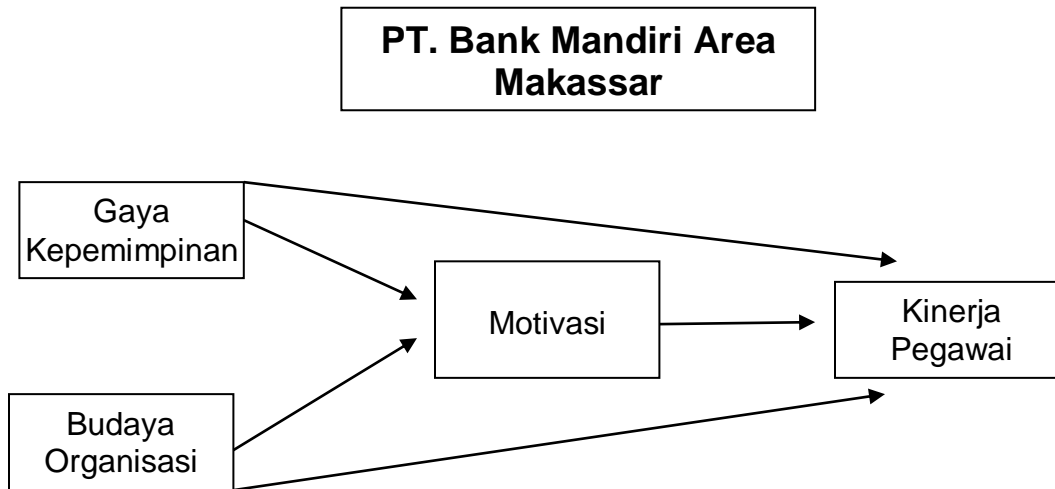 PT. Bank Mandiri Area
Makassar
Gaya
Kepemimpinan
Motivasi
Kinerja
Pegawai
Budaya
Organisasi